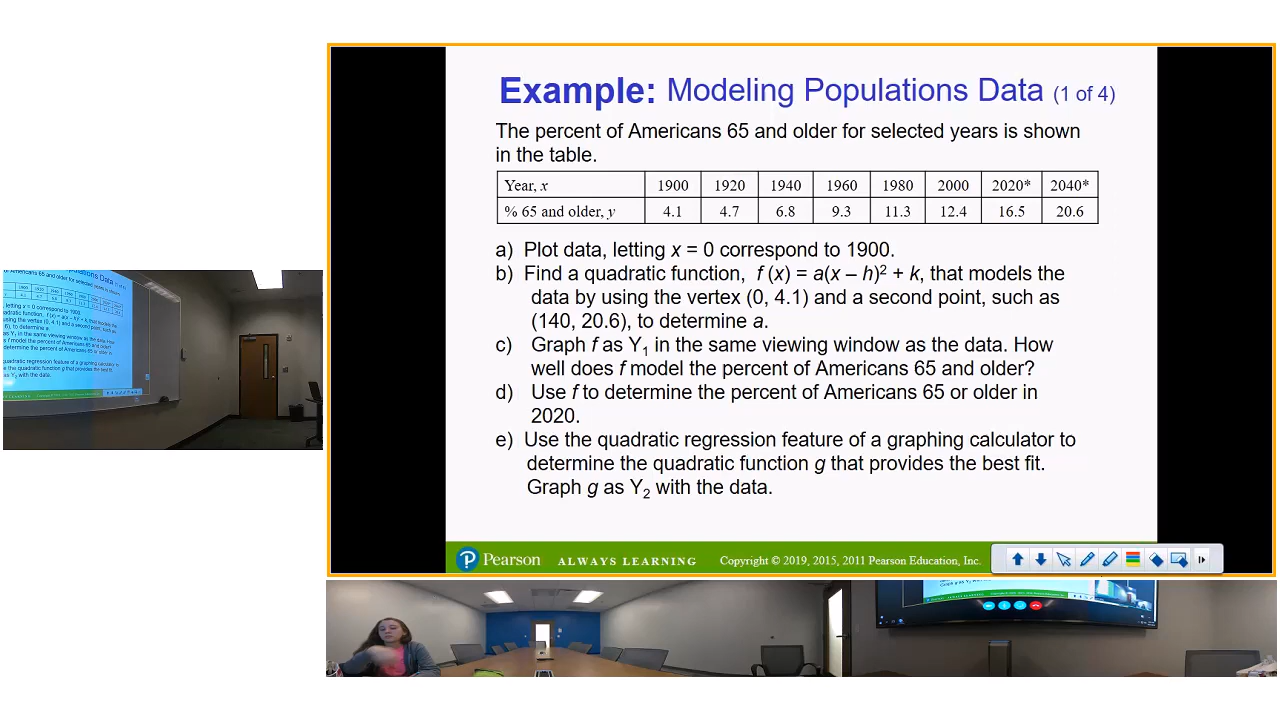 Example: Modeling Populations Data (1 of 4)
The percent of Americans 65 and older for selected years is shown
in the table.
Year, x 1900 1920 1940 1960 1980 2000 2020* 2040*
% 65 and older, y 4.1 4.7 6.8 9.3 11.3 12.4 16.5 20.6
a) Plot data, letting x = 0 correspond to 1900.
b) Find a quadratic function, f (x) = a(x – h)² + k, that models the
data by using the vertex (0, 4.1) and a second point, such as
(140, 20.6), to determine a.
c) Graph f as Y₁ in the same viewing window as the data. How
well does f model the percent of Americans 65 and older?
d) Use f to determine the percent of Americans 65 or older in
2020.
e) Use the quadratic regression feature of a graphing calculator to
determine the quadratic function g that provides the best fit.
Graph g as Y₂ with the data.
Pearson ALWAYS LEARNING Copyright © 2019, 2015, 2011 Pearson Education, Inc.